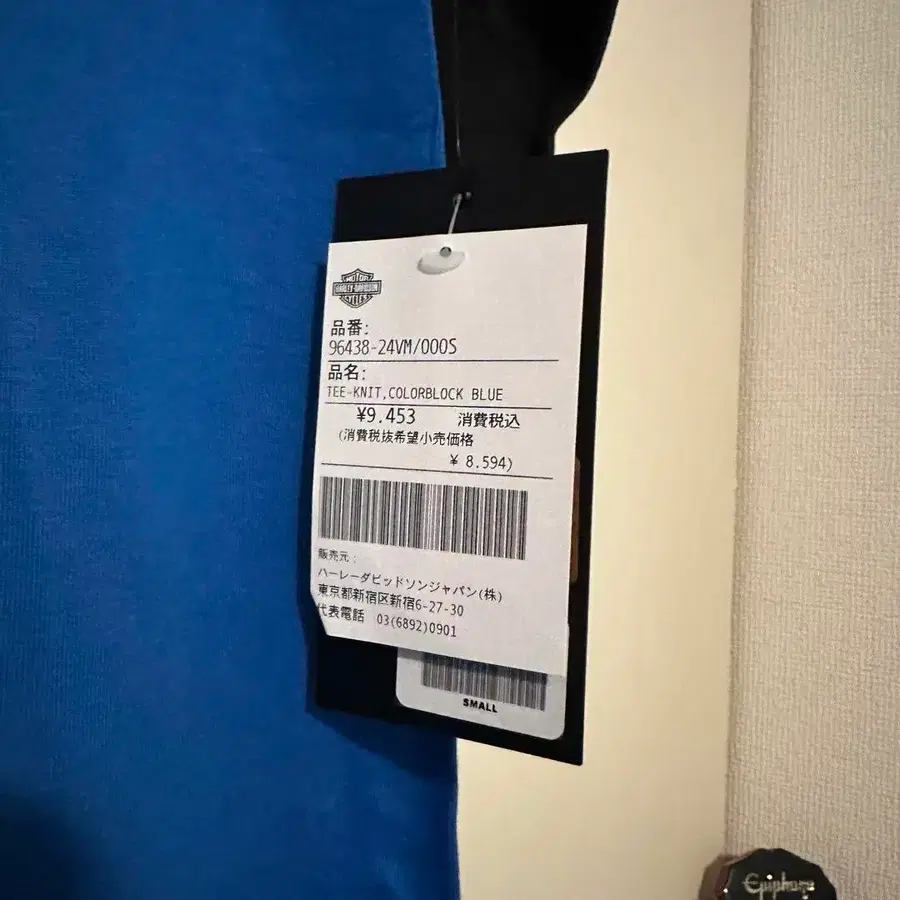 HARLEY-DAVIDSON
品番:
96438-24VM/000S
品名:
TEE-KNIT,COLORBLOCK BLUE
¥9.453 消費税込
(消費税抜希望小売価格
¥ 8.594)
販売元:
ハーレーダビッドソンジャパン(株)
東京都新宿区新宿6-27-30
代表電話 03(6892)0901
SMALL
Epiphone